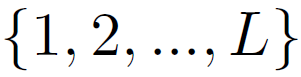 {1, 2, ..., L}